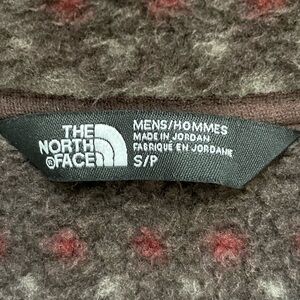 THE
NORTH
FACE
MENS/HOMMES
MADE IN JORDAN
FABRIQUÉ EN JORDANIE
S/P